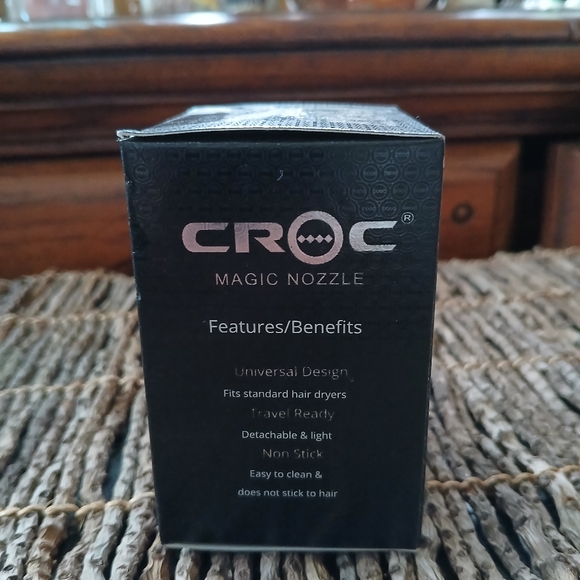 CROC®
MAGIC NOZZLE
Features/Benefits
Universal Design
Fits standard hair dryers
Travel Ready
Detachable & light
Non Stick
Easy to clean &
does not stick to hair